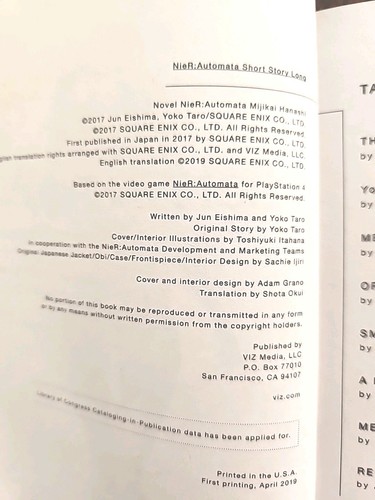 NieR:Automata Short Story Long
Novel NieR:Automata Mijikai Hanashi
©2017 Jun Eishima, Yoko Taro/SQUARE ENIX CO., LTD.
©2017 SQUARE ENIX CO., LTD. All Rights Reserved.
First published in Japan in 2017 by SQUARE ENIX CO., LTD.
translation rights arranged with SQUARE ENIX CO., LTD. and VIZ Media, LLC.
English translation ©2019 SQUARE ENIX CO., LTD.
Based on the video game NieR:Automata for PlayStation 4
©2017 SQUARE ENIX CO., LTD. All Rights Reserved.
Written by Jun Eishima and Yoko Taro
Original Story by Yoko Taro
Cover/Interior Illustrations by Toshiyuki Itahana
In cooperation with the NieR:Automata Development and Marketing Teams
Original Japanese Jacket/Obi/Case/Frontispiece/Interior Design by Sachie Ijiri
Cover and interior design by Adam Grano
Translation by Shota Okui
No portion of this book may be reproduced or transmitted in any form
or by any means without written permission from the copyright holders.
Published by
VIZ Media, LLC
P.O. Box 77010
San Francisco, CA 94107
viz.com
Library of Congress Cataloging-in-Publication data has been applied for.
Printed in the U.S.A.
First printing, April 2019
by
by
by
by
by
A
by
by
by